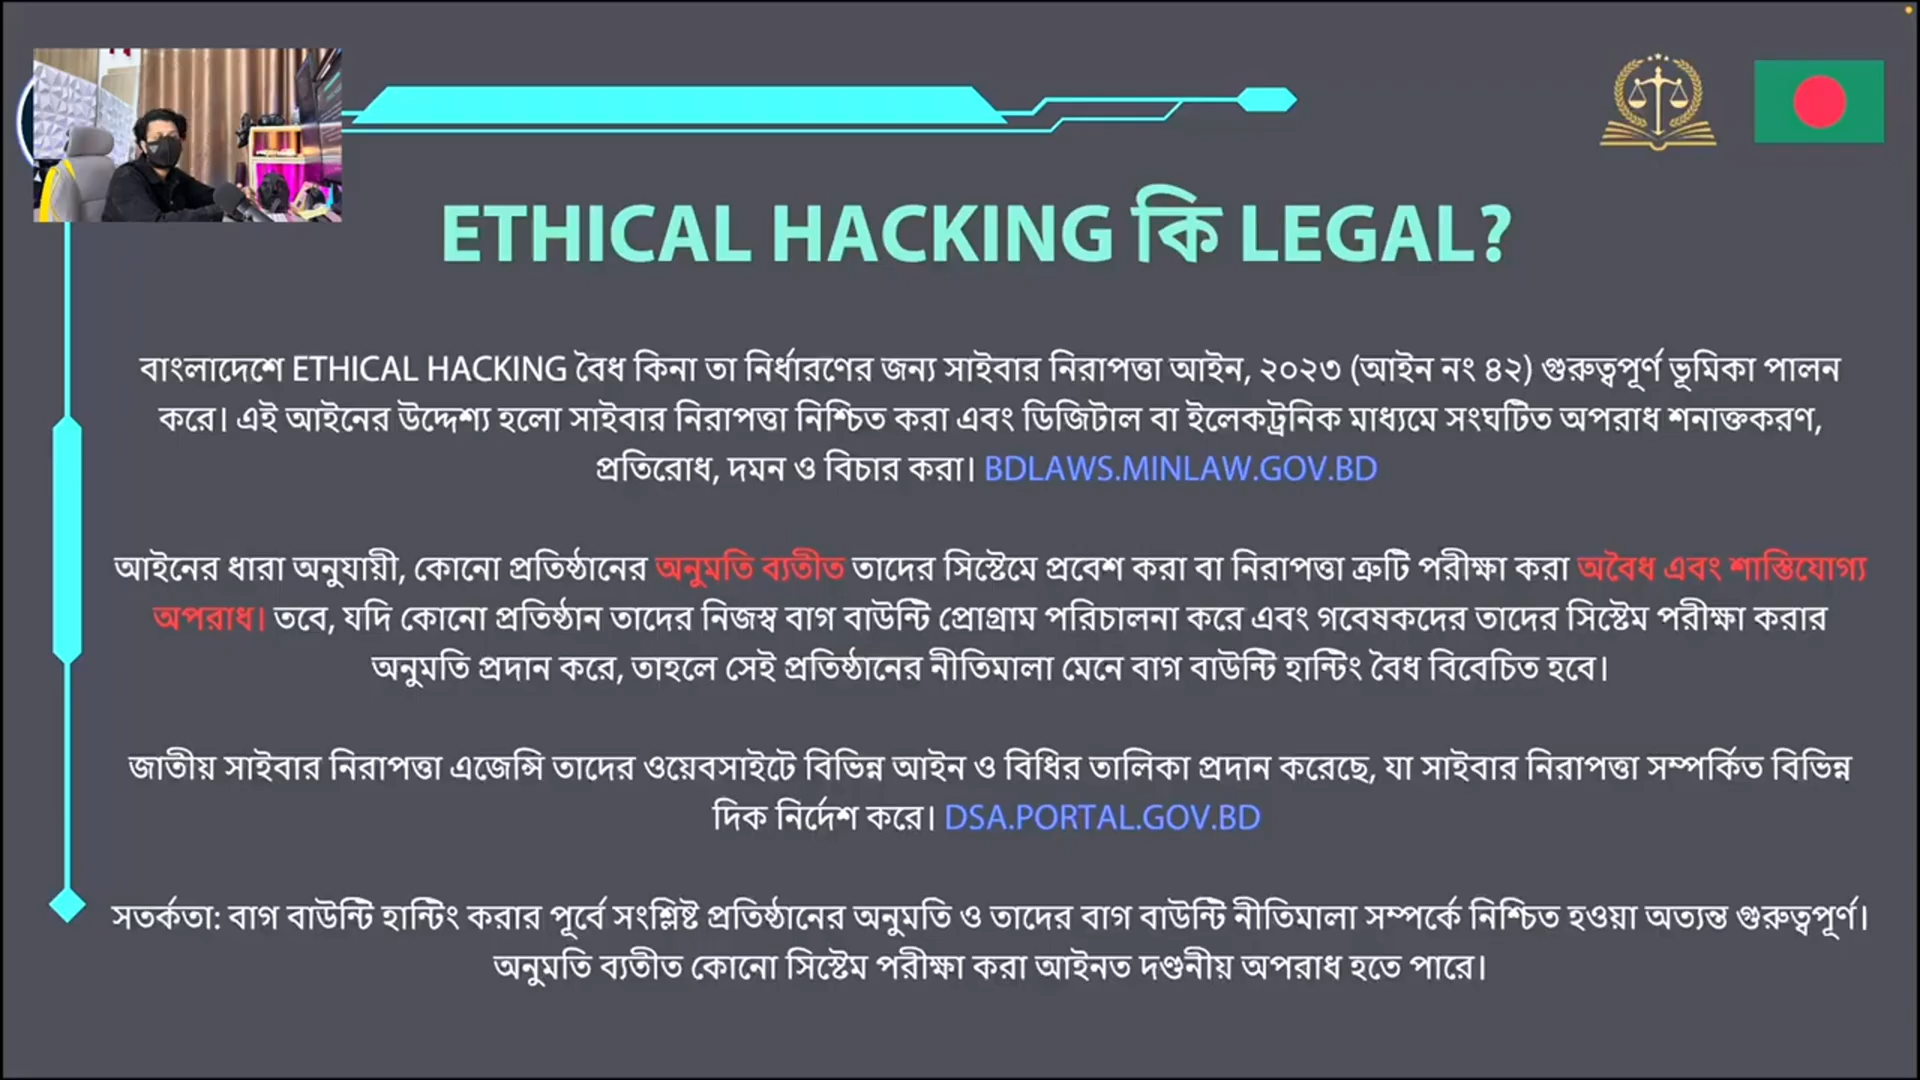 ETHICAL HACKING কি LEGAL?
বাংলাদেশে ETHICAL HACKING বৈধ কিনা তা নির্ধারণের জন্য সাইবার নিরাপত্তা আইন, ২০২৩ (আইন নং ৪২) গুরুত্বপূর্ণ ভূমিকা পালন
করে। এই আইনের উদ্দেশ্য হলো সাইবার নিরাপত্তা নিশ্চিত করা এবং ডিজিটাল বা ইলেকট্রনিক মাধ্যমে সংঘটিত অপরাধ শনাক্তকরণ,
প্রতিরোধ, দমন ও বিচার করা। BDLAWS.MINLAW.GOV.BD
আইনের ধারা অনুযায়ী, কোনো প্রতিষ্ঠানের অনুমতি ব্যতীত তাদের সিস্টেমে প্রবেশ করা বা নিরাপত্তা ত্রুটি পরীক্ষা করা অবৈধ এবং শাস্তিযোগ্য
অপরাধ। তবে, যদি কোনো প্রতিষ্ঠান তাদের নিজস্ব বাগ বাউন্টি প্রোগ্রাম পরিচালনা করে এবং গবেষকদের তাদের সিস্টেম পরীক্ষা করার
অনুমতি প্রদান করে, তাহলে সেই প্রতিষ্ঠানের নীতিমালা মেনে বাগ বাউন্টি হান্টিং বৈধ বিবেচিত হবে।
জাতীয় সাইবার নিরাপত্তা এজেন্সি তাদের ওয়েবসাইটে বিভিন্ন আইন ও বিধির তালিকা প্রদান করেছে, যা সাইবার নিরাপত্তা সম্পর্কিত বিভিন্ন
দিক নির্দেশ করে। DSA.PORTAL.GOV.BD
সতর্কতা: বাগ বাউন্টি হান্টিং করার পূর্বে সংশ্লিষ্ট প্রতিষ্ঠানের অনুমতি ও তাদের বাগ বাউন্টি নীতিমালা সম্পর্কে নিশ্চিত হওয়া অত্যন্ত গুরুত্বপূর্ণ।
অনুমতি ব্যতীত কোনো সিস্টেম পরীক্ষা করা আইনত দণ্ডনীয় অপরাধ হতে পারে।